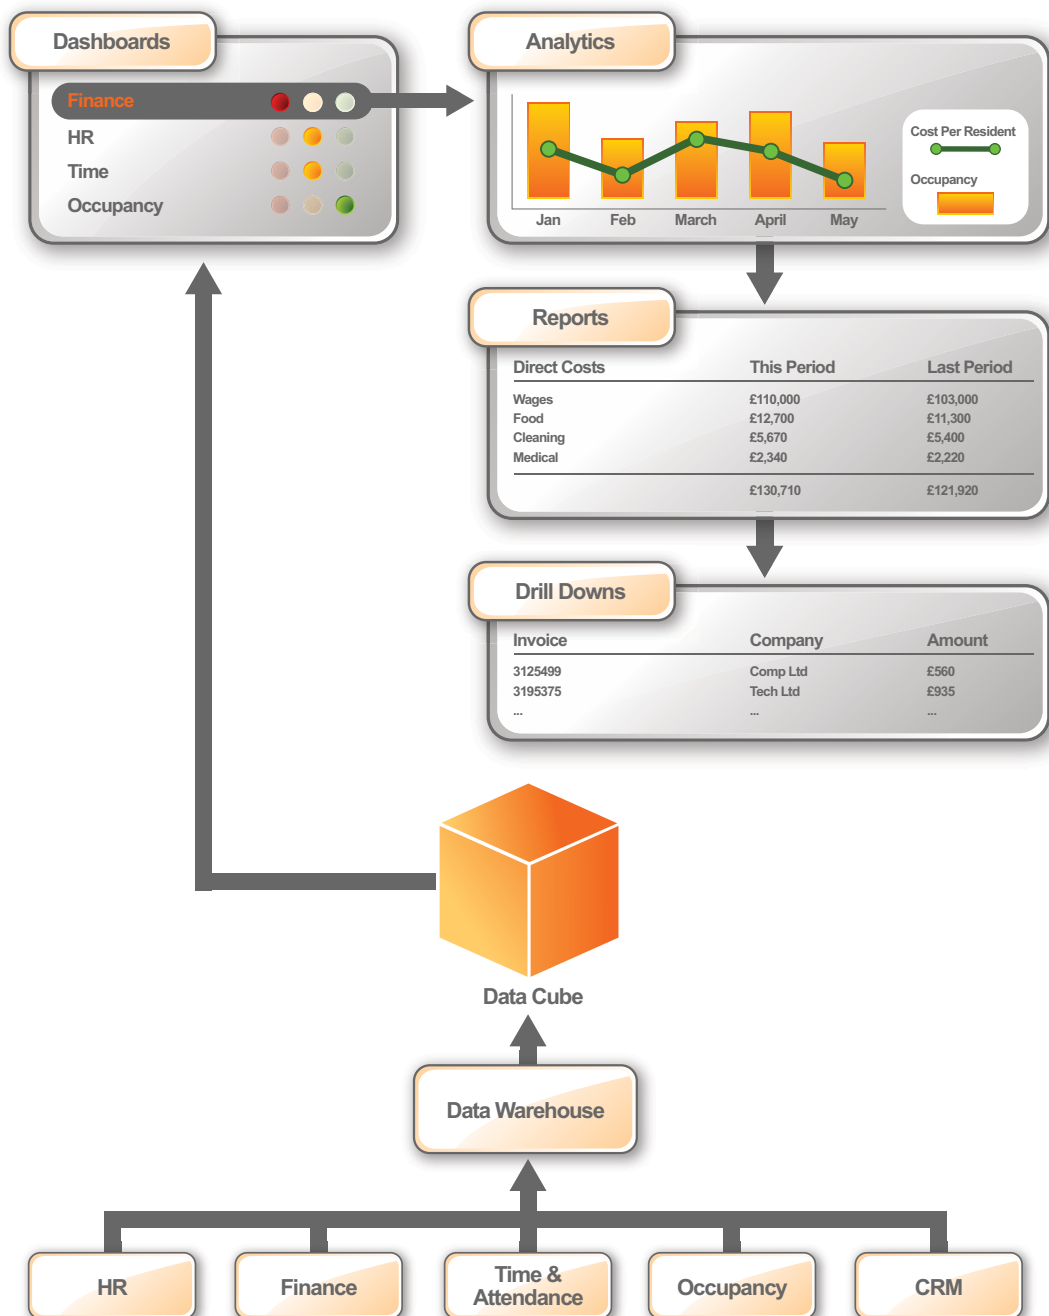 Dashboards
Finance
HR
Time
Occupancy
Analytics
Cost Per Resident
Occupancy
Jan Feb March April May
Reports
Direct Costs This Period Last Period
Wages £110,000 £103,000
Food £12,700 £11,300
Cleaning £5,670 £5,400
Medical £2,340 £2,220
£130,710 £121,920
Drill Downs
Invoice Company Amount
3125499 Comp Ltd £560
3195375 Tech Ltd £935
... ... ...
Data Cube
Data Warehouse
HR
Finance
Time &
Attendance
Occupancy
CRM